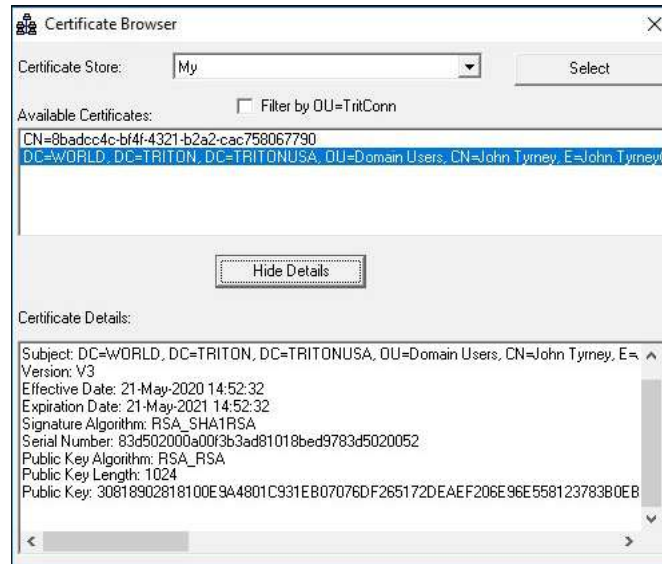 Certificate Browser
Certificate Store:
My
Select
Filter by OU=TritConn
Available Certificates:
CN=8badcc4c-bf4f-4321-b2a2-cac758067790
DC=WORLD, DC=TRITON, DC=TRITONUSA, OU=Domain Users, CN=John Tyrney, E=John.Tyrney
Hide Details
Certificate Details:
Subject: DC=WORLD, DC=TRITON, DC=TRITONUSA, OU=Domain Users, CN=John Tyrney, E=
Version: V3
Effective Date: 21-May-2020 14:52:32
Expiration Date: 21-May-2021 14:52:32
Signature Algorithm: RSA_SHA1RSA
Serial Number: 83d502000a00f3b3ad81018bed9783d5020052
Public Key Algorithm: RSA_RSA
Public Key Length: 1024
Public Key: 30818902818100E9A4801C931EB07076DF265172DEAEF206E96E558123783B0EB